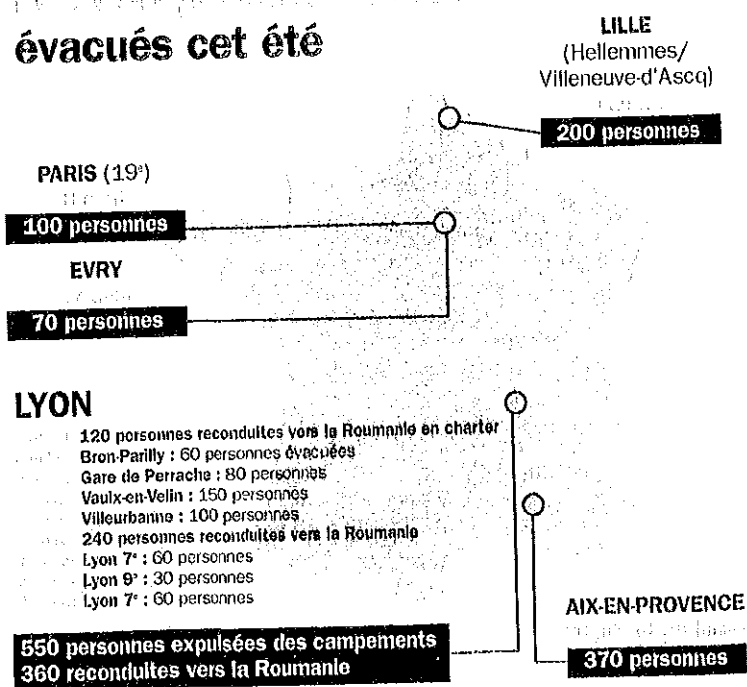 évacués cet été
LILLE
(Hellemmes/
Villeneuve-d'Ascq)
200 personnes
PARIS (19ᵉ)
100 personnes
EVRY
70 personnes
LYON
120 personnes reconduites vers la Roumanie en charter
Bron-Parilly : 60 personnes évacuées
Gare de Perrache : 80 personnes
Vaulx-en-Velin : 150 personnes
Villeurbanne : 100 personnes
240 personnes reconduites vers la Roumanie
Lyon 7ᵉ : 60 personnes
Lyon 9ᵉ : 30 personnes
Lyon 7ᵉ : 60 personnes
550 personnes expulsées des campements
360 reconduites vers la Roumanie
AIX-EN-PROVENCE
370 personnes